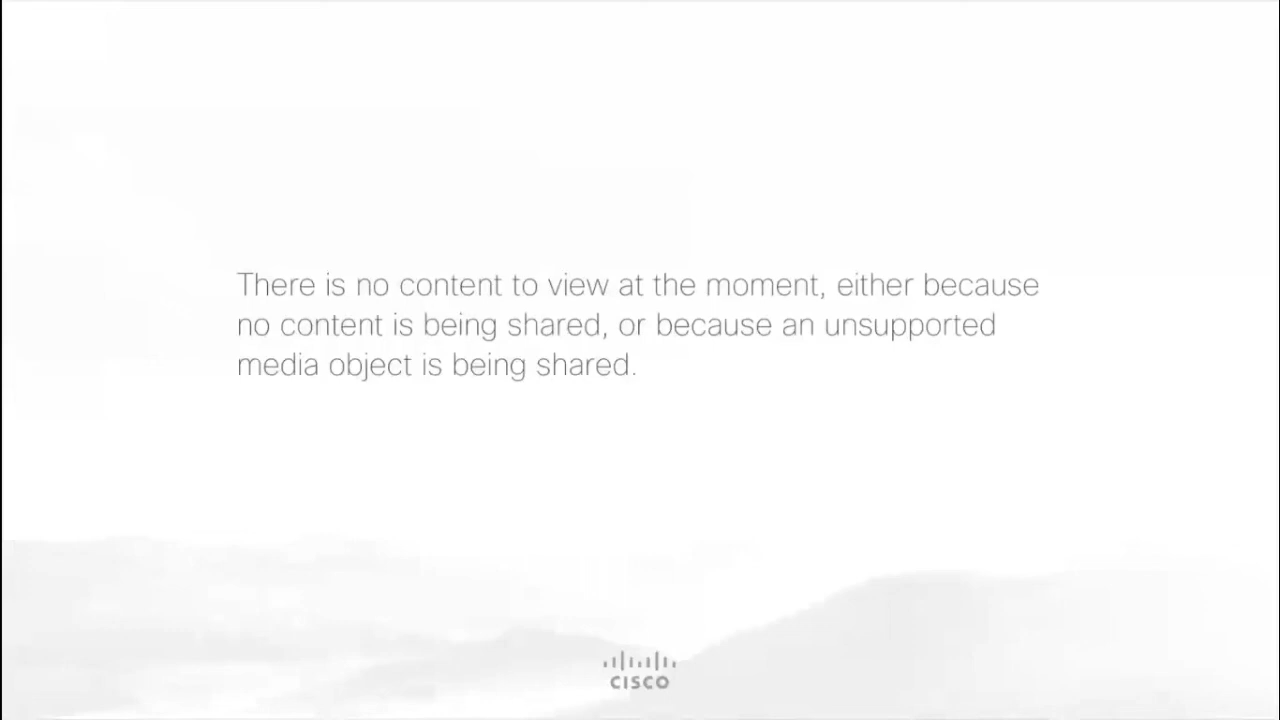 There is no content to view at the moment, either because
no content is being shared, or because an unsupported
media object is being shared.
CISCO